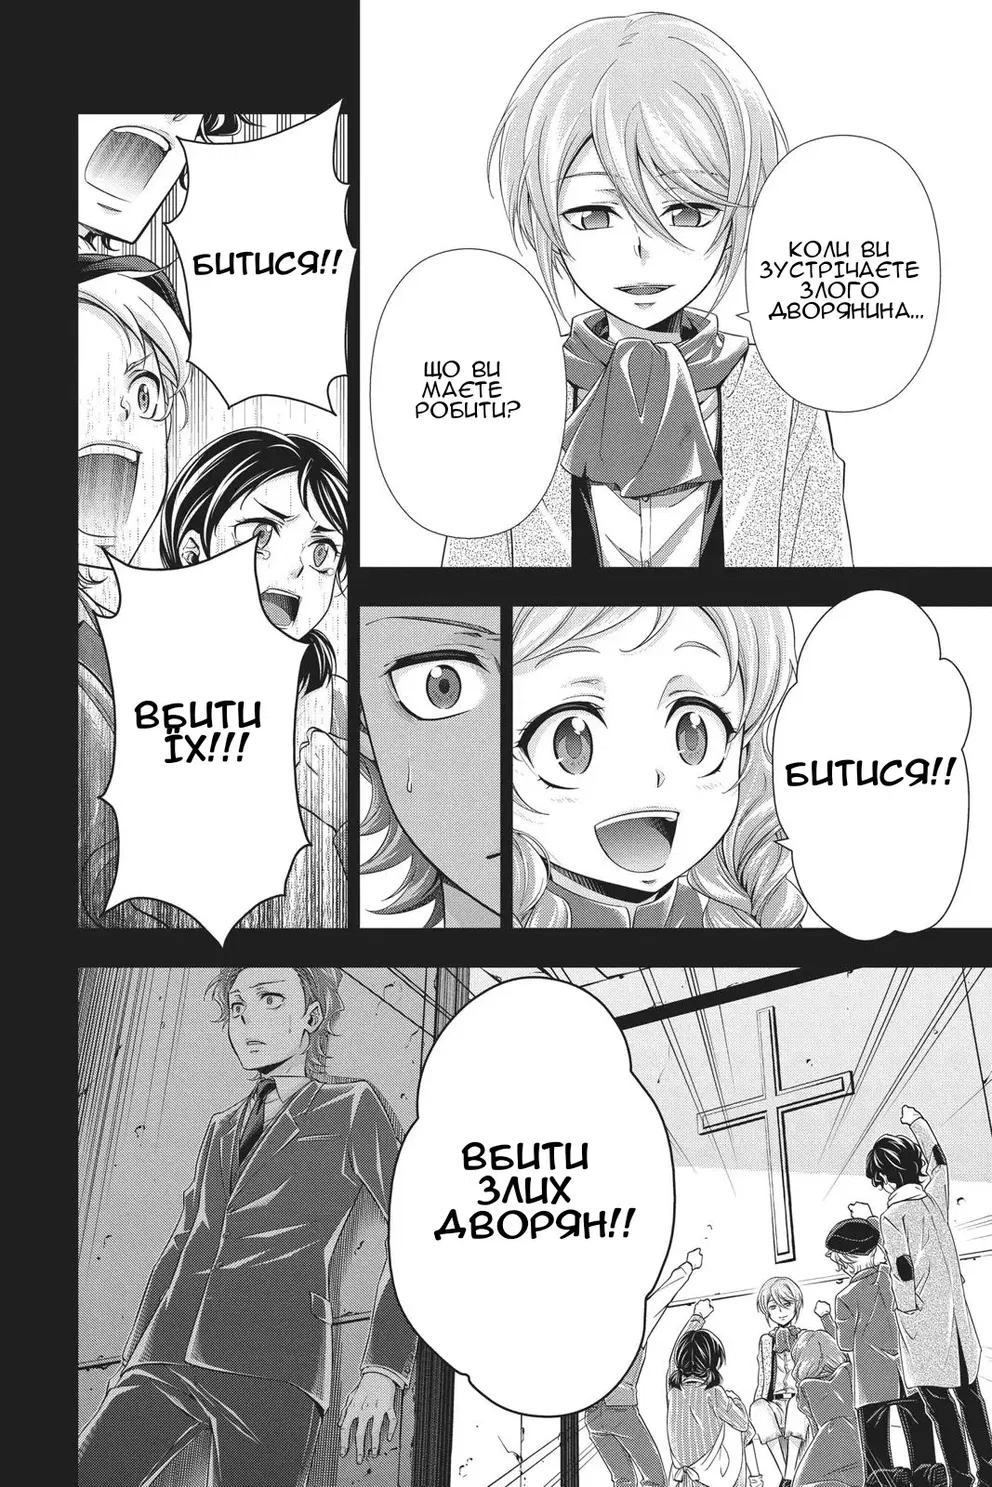 КОЛИ ВИ
ЗУСТРІЧАЄТЕ
ЗЛОГО
ДВОРЯНИНА...
ЩО ВИ
МАЄТЕ
РОБИТИ?
БИТИСЯ!!
БИТИСЯ!!
ВБИТИ
ЇХ!!!
ВБИТИ
ЗЛИХ
ДВОРЯН!!